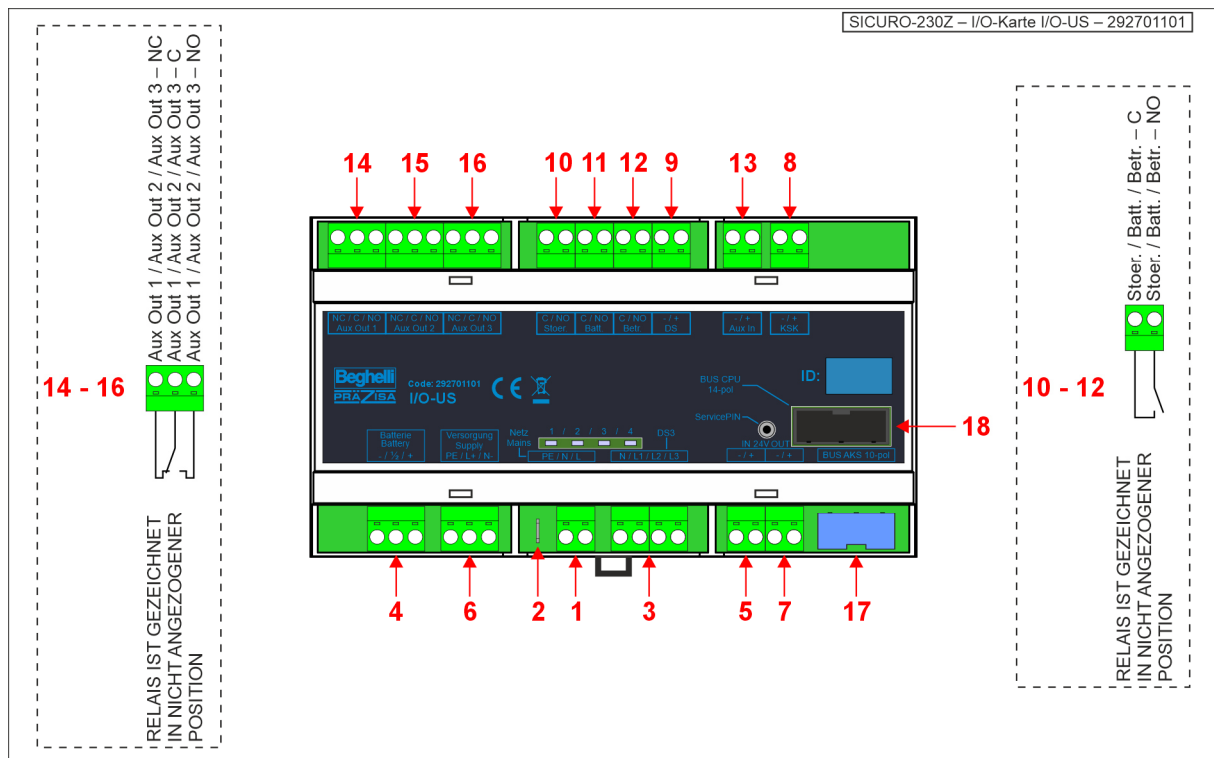 SICURO-230Z – I/O-Karte I/O-US – 292701101
Aux Out 1 / Aux Out 2 / Aux Out 3 – NC
Aux Out 1 / Aux Out 2 / Aux Out 3 – C
Aux Out 1 / Aux Out 2 / Aux Out 3 – NO
14 - 16
RELAIS IST GEZEICHNET
IN NICHT ANGEZOGENER
POSITION
14 15 16 10 11 12 9 13 8
NC / C / NO NC / C / NO NC / C / NO C / NO C / NO C / NO - / + - / + - / +
Aux Out 1 Aux Out 2 Aux Out 3 Stoer Batt. Betr. DS Aux In KSK
Beghelli
PRÄZISA
Code: 292701101
I/O-US
CE
BUS CPU
14-pol
ID:
ServicePIN
Batterie
Battery
- / ½ / +
Versorgung
Supply
PE / L+ / N-
Netz
Mains
1 / 2 / 3 / 4
DS3
PE / N / L
N / L1 / L2 / L3
IN 24V OUT
- / + - / +
BUS AKS 10-pol
18
4 6 2 1 3 5 7 17
Stoer. / Batt. / Betr. – C
Stoer. / Batt. / Betr. – NO
10 - 12
RELAIS IST GEZEICHNET
IN NICHT ANGEZOGENER
POSITION